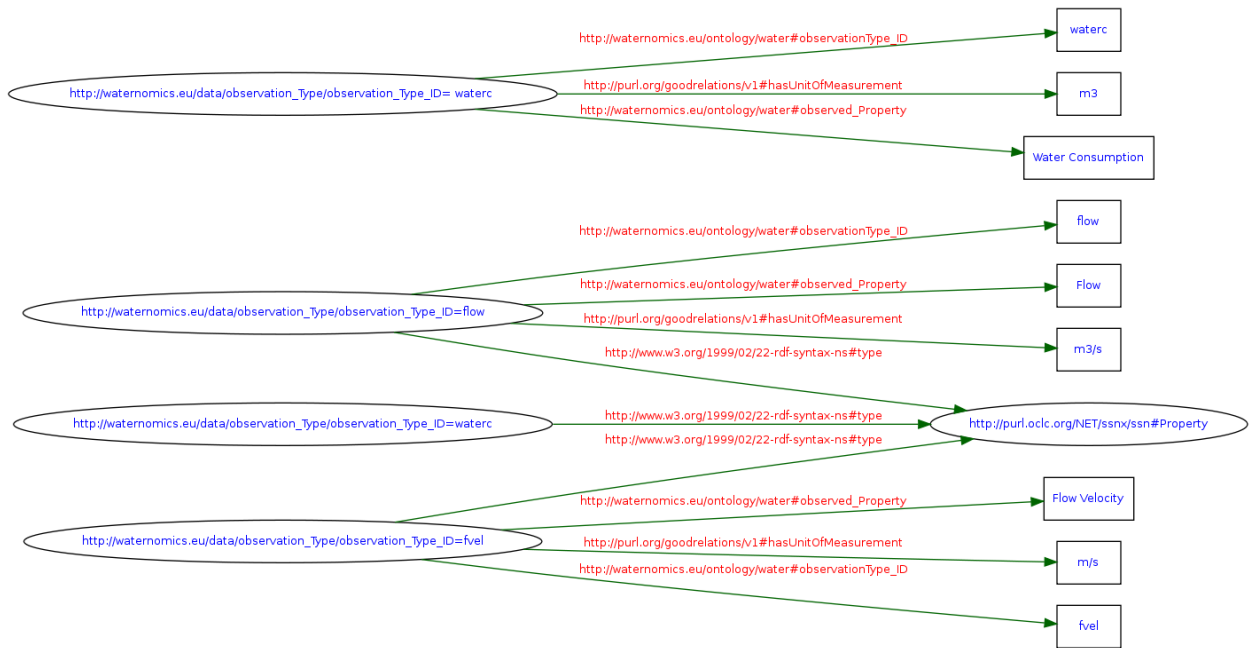 waterc
http://waternomics.eu/ontology/water#observationType_ID
http://purl.org/goodrelations/v1#hasUnitOfMeasurement
http://waternomics.eu/data/observation_Type/observation_Type_ID= waterc
m3
http://waternomics.eu/ontology/water#observed_Property
Water Consumption
flow
http://waternomics.eu/ontology/water#observationType_ID
http://waternomics.eu/ontology/water#observed_Property
Flow
http://waternomics.eu/data/observation_Type/observation_Type_ID=flow
http://purl.org/goodrelations/v1#hasUnitOfMeasurement
m3/s
http://www.w3.org/1999/02/22-rdf-syntax-ns#type
http://www.w3.org/1999/02/22-rdf-syntax-ns#type
http://waternomics.eu/data/observation_Type/observation_Type_ID=waterc
http://purl.oclc.org/NET/ssnx/ssn#Property
http://www.w3.org/1999/02/22-rdf-syntax-ns#type
http://waternomics.eu/ontology/water#observed_Property
Flow Velocity
http://waternomics.eu/data/observation_Type/observation_Type_ID=fvel
http://purl.org/goodrelations/v1#hasUnitOfMeasurement
m/s
http://waternomics.eu/ontology/water#observationType_ID
fvel